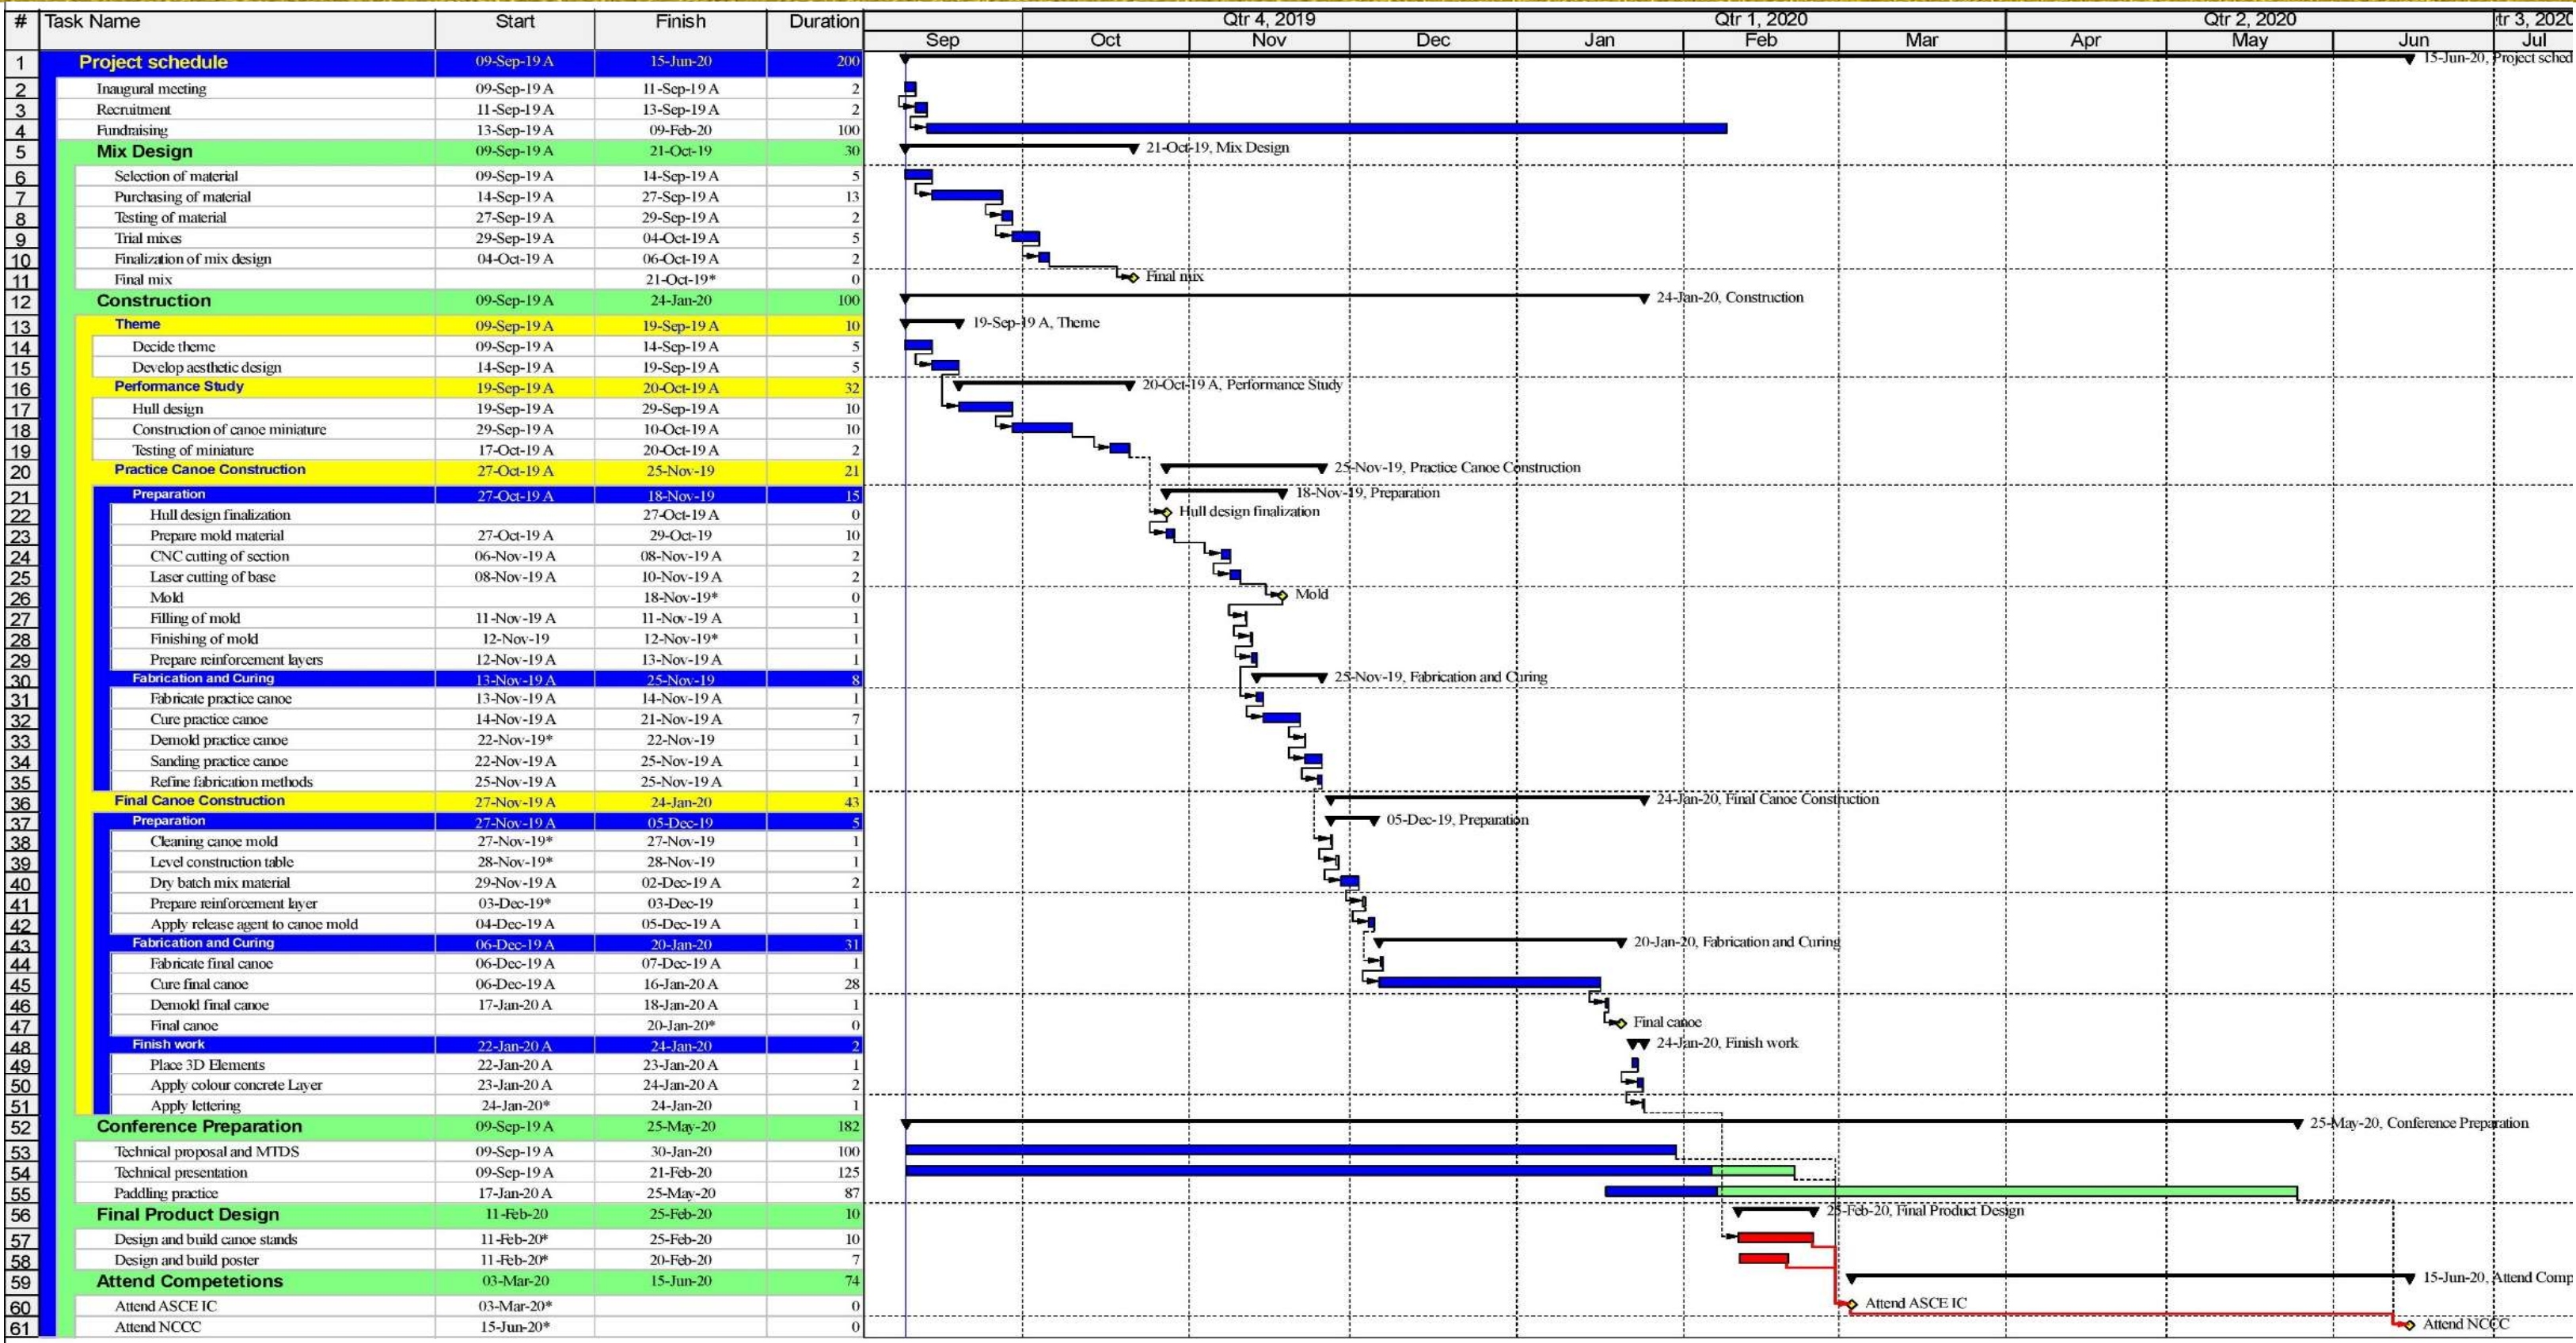 # Task Name Start Finish Duration Qtr 4, 2019 Qtr 1, 2020 Qtr 2, 2020 tr 3, 202
Sep Oct Nov Dec Jan Feb Mar Apr May Jun Jul
1 Project schedule 09-Sep-19 A 15-Jun-20 200 15-Jun-20, Project sched
2 Inaugural meeting 09-Sep-19 A 11-Sep-19 A 2
3 Recruitment 11-Sep-19 A 13-Sep-19 A 2
4 Fundraising 13-Sep-19 A 09-Feb-20 100
5 Mix Design 09-Sep-19 A 21-Oct-19 30 21-Oct-19, Mix Design
6 Selection of material 09-Sep-19 A 14-Sep-19 A 5
7 Purchasing of material 14-Sep-19 A 27-Sep-19 A 13
8 Testing of material 27-Sep-19 A 29-Sep-19 A 2
9 Trial mixes 29-Sep-19 A 04-Oct-19 A 5
10 Finalization of mix design 04-Oct-19 A 06-Oct-19 A 2
11 Final mix 21-Oct-19* 0 Final mix
12 Construction 09-Sep-19 A 24-Jan-20 100 24-Jan-20, Construction
13 Theme 09-Sep-19 A 19-Sep-19 A 10 19-Sep-19 A, Theme
14 Decide theme 09-Sep-19 A 14-Sep-19 A 5
15 Develop aesthetic design 14-Sep-19 A 19-Sep-19 A 5
16 Performance Study 19-Sep-19 A 20-Oct-19 A 32 20-Oct-19 A, Performance Study
17 Hull design 19-Sep-19 A 29-Sep-19 A 10
18 Construction of canoe miniature 29-Sep-19 A 10-Oct-19 A 10
19 Testing of miniature 17-Oct-19 A 20-Oct-19 A 2
20 Practice Canoe Construction 27-Oct-19 A 25-Nov-19 21 25-Nov-19, Practice Canoe Construction
21 Preparation 27-Oct-19 A 18-Nov-19 15 18-Nov-19, Preparation
22 Hull design finalization 27-Oct-19 A 0 Hull design finalization
23 Prepare mold material 27-Oct-19 A 29-Oct-19 10
24 CNC cutting of section 06-Nov-19 A 08-Nov-19 A 2
25 Laser cutting of base 08-Nov-19 A 10-Nov-19 A 2
26 Mold 18-Nov-19* 0 Mold
27 Filling of mold 11-Nov-19 A 11-Nov-19 A 1
28 Finishing of mold 12-Nov-19 12-Nov-19* 1
29 Prepare reinforcement layers 12-Nov-19 A 13-Nov-19 A 1
30 Fabrication and Curing 13-Nov-19 A 25-Nov-19 8 25-Nov-19, Fabrication and Curing
31 Fabricate practice canoe 13-Nov-19 A 14-Nov-19 A 1
32 Cure practice canoe 14-Nov-19 A 21-Nov-19 A 7
33 Demold practice canoe 22-Nov-19* 22-Nov-19 1
34 Sanding practice canoe 22-Nov-19 A 25-Nov-19 A 1
35 Refine fabrication methods 25-Nov-19 A 25-Nov-19 A 1
36 Final Canoe Construction 27-Nov-19 A 24-Jan-20 43 24-Jan-20, Final Canoe Construction
37 Preparation 27-Nov-19 A 05-Dec-19 5 05-Dec-19, Preparation
38 Cleaning canoe mold 27-Nov-19* 27-Nov-19 1
39 Level construction table 28-Nov-19* 28-Nov-19 1
40 Dry batch mix material 29-Nov-19 A 02-Dec-19 A 2
41 Prepare reinforcement layer 03-Dec-19* 03-Dec-19 1
42 Apply release agent to canoe mold 04-Dec-19 A 05-Dec-19 A 1
43 Fabrication and Curing 06-Dec-19 A 20-Jan-20 31 20-Jan-20, Fabrication and Curing
44 Fabricate final canoe 06-Dec-19 A 07-Dec-19 A 1
45 Cure final canoe 06-Dec-19 A 16-Jan-20 A 28
46 Demold final canoe 17-Jan-20 A 18-Jan-20 A 1
47 Final canoe 20-Jan-20* 0 Final canoe
48 Finish work 22-Jan-20 A 24-Jan-20 2 24-Jan-20, Finish work
49 Place 3D Elements 22-Jan-20 A 23-Jan-20 A 1
50 Apply colour concrete Layer 23-Jan-20 A 24-Jan-20 A 2
51 Apply lettering 24-Jan-20* 24-Jan-20 1
52 Conference Preparation 09-Sep-19 A 25-May-20 182 25-May-20, Conference Preparation
53 Technical proposal and MTDS 09-Sep-19 A 30-Jan-20 100
54 Technical presentation 09-Sep-19 A 21-Feb-20 125
55 Paddling practice 17-Jan-20 A 25-May-20 87
56 Final Product Design 11-Feb-20 25-Feb-20 10 25-Feb-20, Final Product Design
57 Design and build canoe stands 11-Feb-20* 25-Feb-20 10
58 Design and build poster 11-Feb-20* 20-Feb-20 7
59 Attend Competetions 03-Mar-20 15-Jun-20 74 15-Jun-20, Attend Comp
60 Attend ASCE IC 03-Mar-20* 0 Attend ASCE IC
61 Attend NCCC 15-Jun-20* 0 Attend NCCC